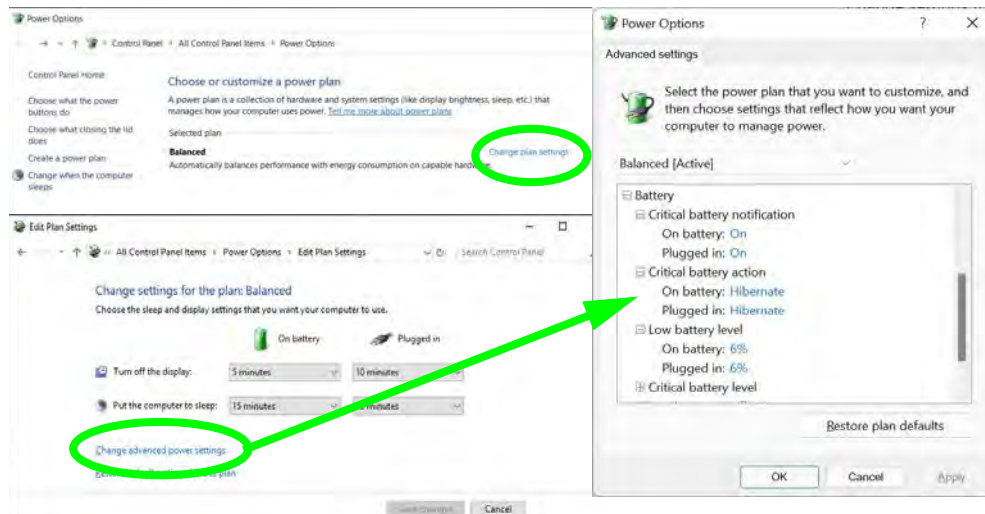 Power Options
Control Panel
All Control Panel Items
Power Options
Control Panel Home
Choose what the power
buttons do
Choose what closing the lid
does
Create a power plan
Change when the computer
sleeps
Choose or customize a power plan
A power plan is a collection of hardware and system settings (like display brightness, sleep, etc.) that
manages how your computer uses power. Tell me more about power plans
Selected plan
Balanced
Change plan settings
Automatically balances performance with energy consumption on capable hardware.
Edit Plan Settings
All Control Panel Items
Power Options
Edit Plan Settings
Search Control Panel
Change settings for the plan: Balanced
Choose the sleep and display settings that you want your computer to use.
On battery
Plugged in
Turn off the display:
5 minutes
10 minutes
Put the computer to sleep:
15 minutes
minutes
Change advanced power settings
plan
Cancel
Power Options
?
Advanced settings
Select the power plan that you want to customize, and
then choose settings that reflect how you want your
computer to manage power.
Balanced [Active]
Battery
Critical battery notification
On battery: On
Plugged in: On
Critical battery action
On battery: Hibernate
Plugged in: Hibernate
Low battery level
On battery: 6%
Plugged in: 6%
Critical battery level
Restore plan defaults
OK
Cancel
Apply